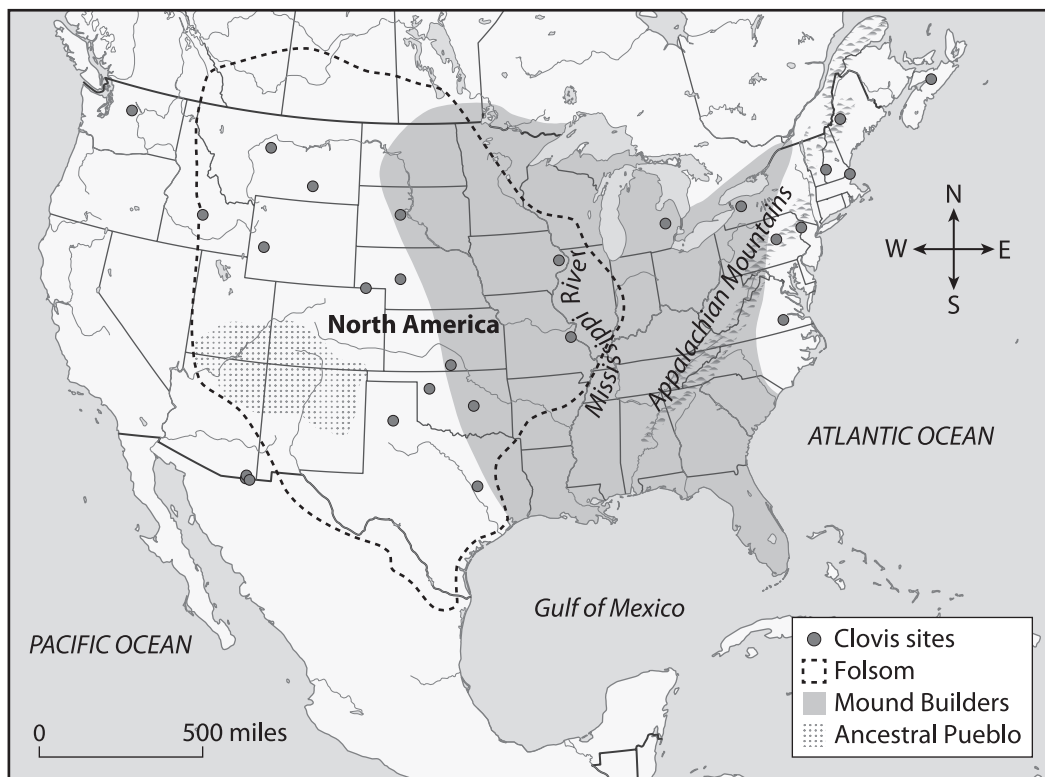 North America
Mississippi River
Appalachian Mountains
N
W
E
S
ATLANTIC OCEAN
Gulf of Mexico
PACIFIC OCEAN
0 500 miles
Clovis sites
Folsom
Mound Builders
Ancestral Pueblo